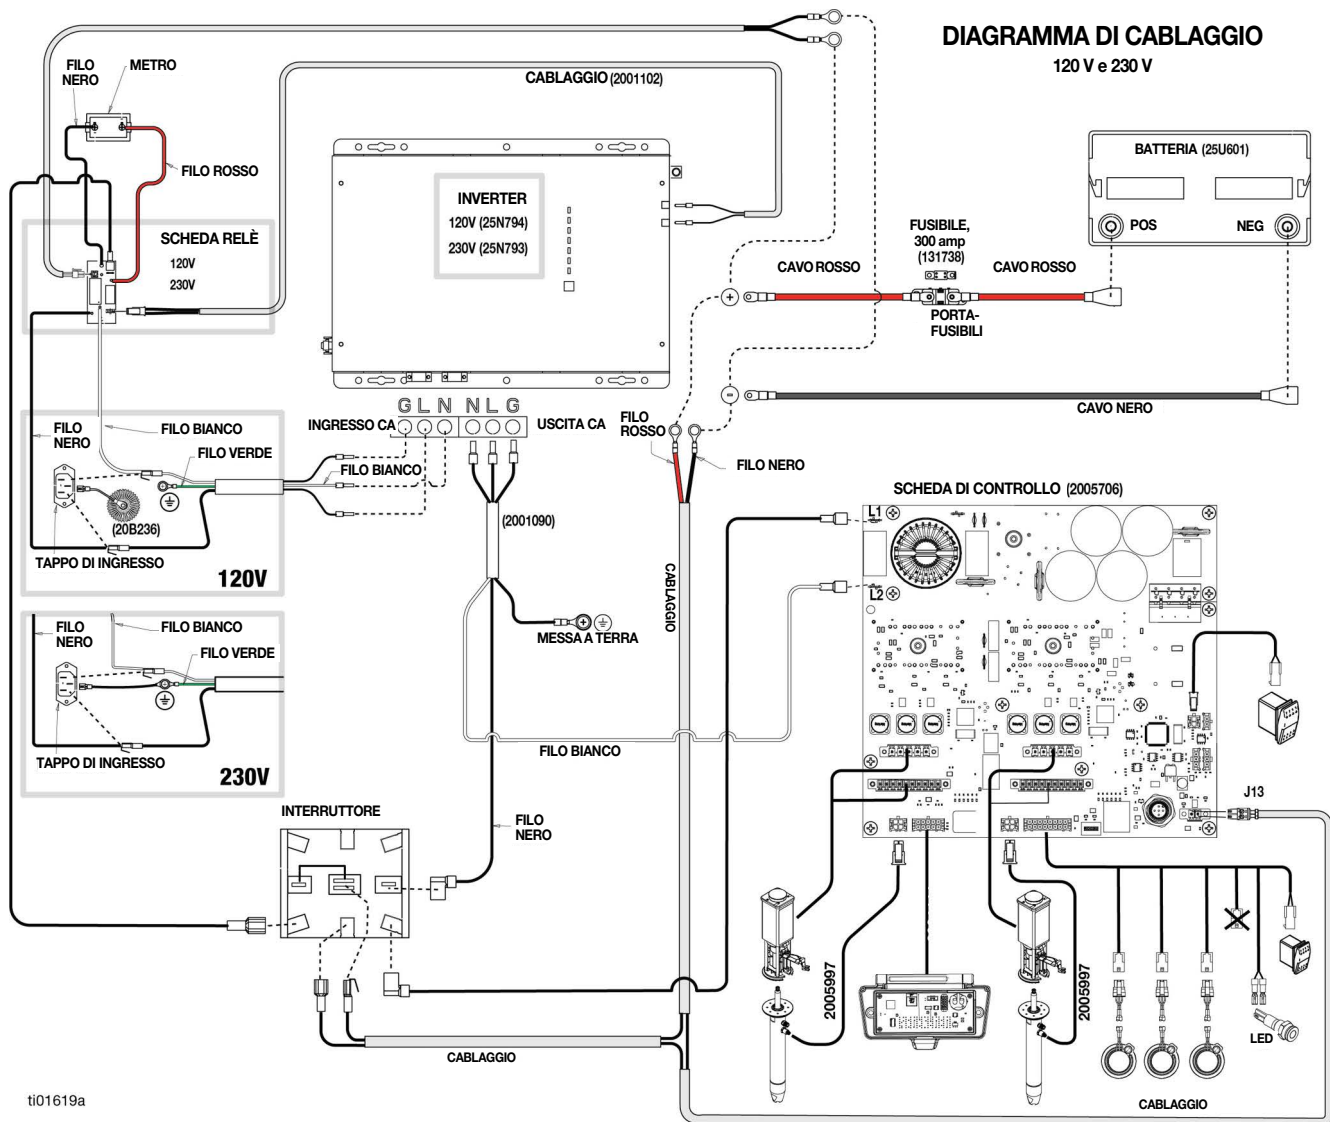 DIAGRAMMA DI CABLAGGIO
120 V e 230 V
FILO
NERO
METRO
CABLAGGIO (2001102)
FILO ROSSO
BATTERIA (25U601)
POS
NEG
INVERTER
120V (25N794)
230V (25N793)
SCHEDA RELÈ
120V
230V
FUSIBILE,
300 amp
(131738)
CAVO ROSSO
CAVO ROSSO
+
PORTA-
FUSIBILI
-
CAVO NERO
G L N N L G
INGRESSO CA
USCITA CA
FILO
ROSSO
FILO NERO
FILO
NERO
FILO BIANCO
FILO VERDE
FILO BIANCO
(20B236)
TAPPO DI INGRESSO
120V
(2001090)
SCHEDA DI CONTROLLO (2005706)
L1
L2
CABLAGGIO
MESSA A TERRA
FILO
NERO
FILO BIANCO
FILO VERDE
TAPPO DI INGRESSO
230V
FILO BIANCO
INTERRUTTORE
FILO
NERO
J13
2005997
2005997
LED
CABLAGGIO
CABLAGGIO
ti01619a